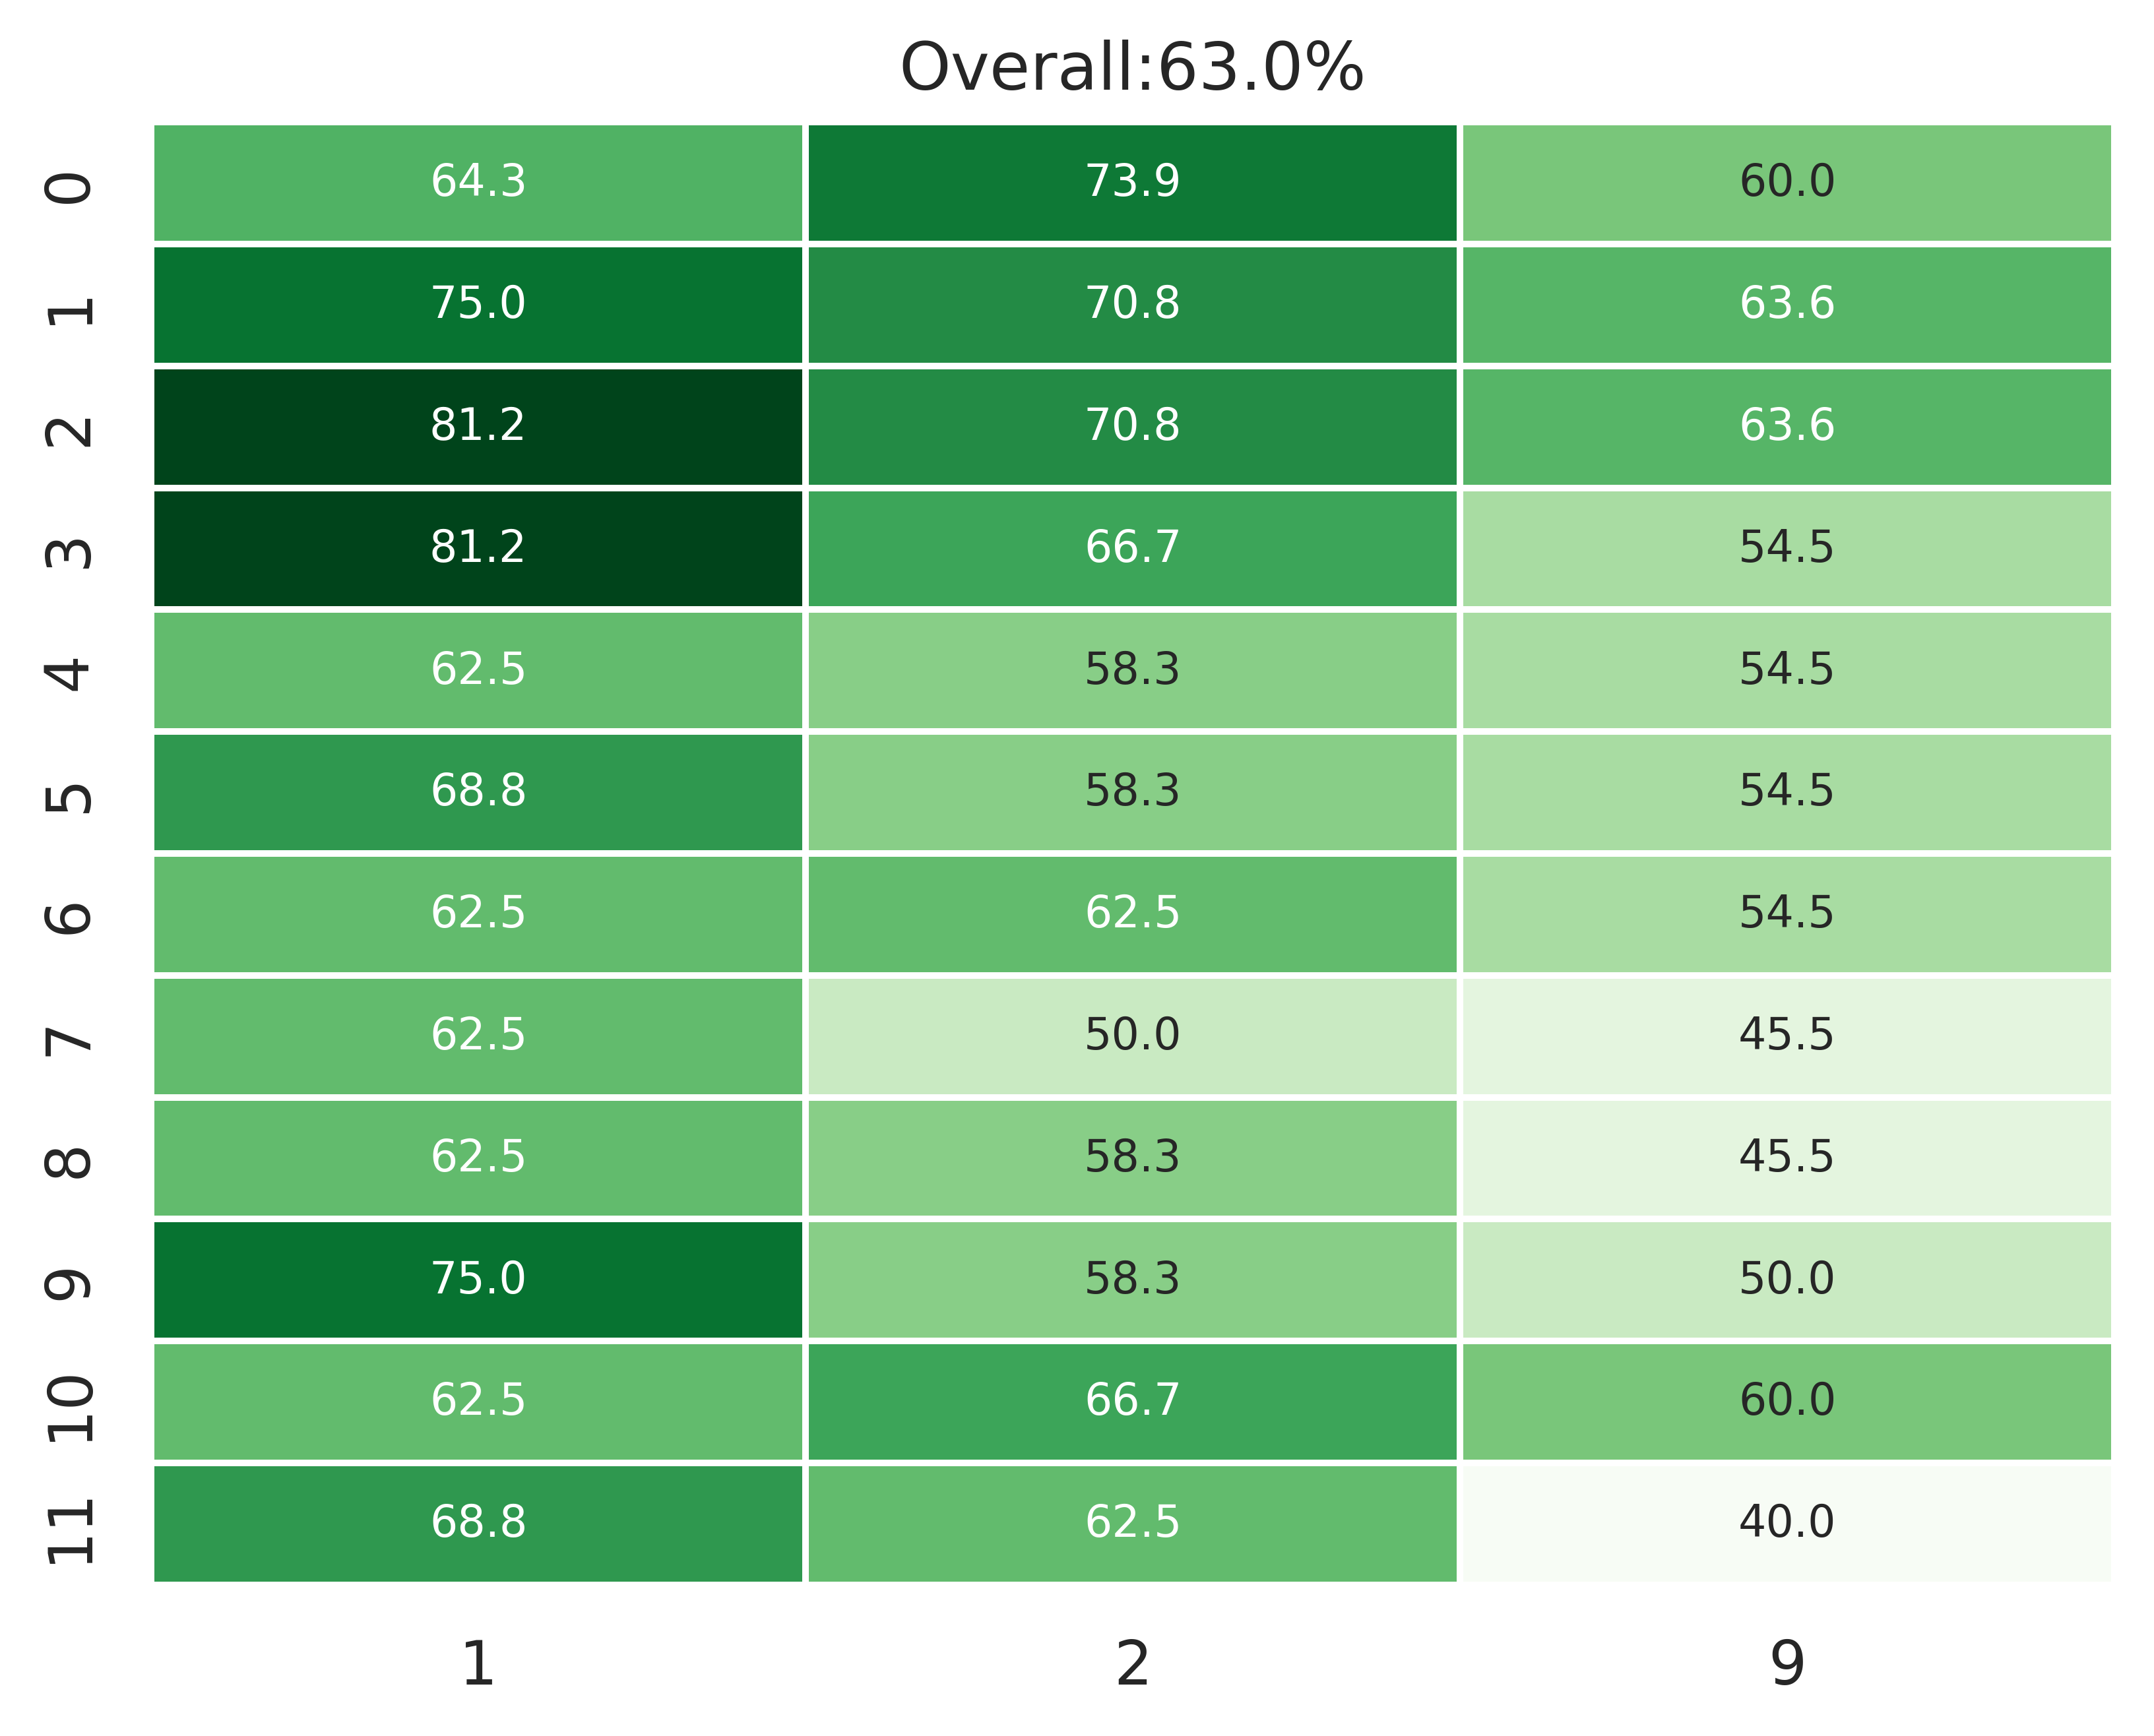 Overall:63.0%
0 64.3 73.9 60.0
1 75.0 70.8 63.6
2 81.2 70.8 63.6
3 81.2 66.7 54.5
4 62.5 58.3 54.5
5 68.8 58.3 54.5
6 62.5 62.5 54.5
7 62.5 50.0 45.5
8 62.5 58.3 45.5
9 75.0 58.3 50.0
10 62.5 66.7 60.0
11 68.8 62.5 40.0
1 2 9